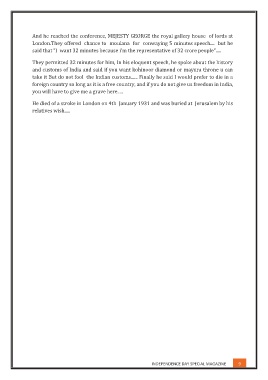 And he reached the conference, MEJESTY GEORGE the royal gallery house of lords at
London.They offered chance to moulana for conveying 5 minutes speech.... but he
said that "I want 32 minutes because i'm the representative of 32 crore people"....
They permitted 32 minutes for him, In his eloquent speech, he spoke about the history
and customs of India and said if you want kohinoor diamond or mayura throne u can
take it But do not fool the Indian customs...... Finally he said I would prefer to die in a
foreign country so long as it is a free country, and if you do not give us freedom in India,
you will have to give me a grave here....
He died of a stroke in London on 4th January 1931 and was buried at Jerusalem by his
relatives wish....
INDEPENDENCE DAY SPECIAL MAGAZINE